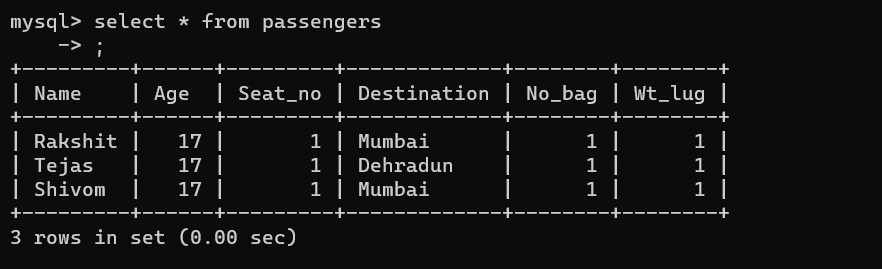 mysql> select * from passengers
    -> ;
+---------+------+---------+-------------+--------+--------+
| Name    | Age  | Seat_no | Destination | No_bag | Wt_lug |
+---------+------+---------+-------------+--------+--------+
| Rakshit |   17 |       1 | Mumbai      |      1 |      1 |
| Tejas   |   17 |       1 | Dehradun    |      1 |      1 |
| Shivom  |   17 |       1 | Mumbai      |      1 |      1 |
+---------+------+---------+-------------+--------+--------+
3 rows in set (0.00 sec)